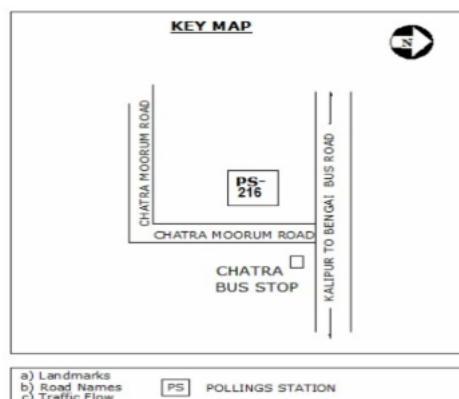 KEY MAP
N
CHATRA MOORUM ROAD
PS-
216
CHATRA MOORUM ROAD
KALIPUR TO BENGAI BUS ROAD
CHATRA
BUS STOP
a) Landmarks
b) Road Names
c) Traffic Flow
PS POLLINGS STATION